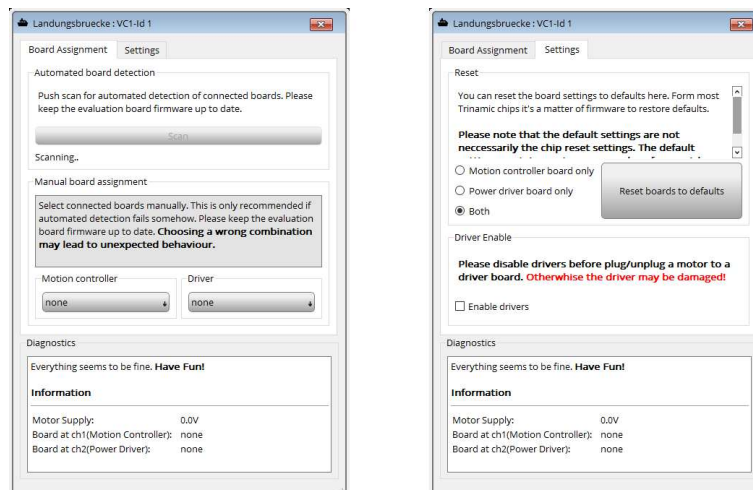 Landungsbruecke : VC1-Id 1
Board Assignment Settings
Automated board detection
Push scan for automated detection of connected boards. Please
keep the evaluation board firmware up to date.
Scan
Scanning..
Manual board assignment
Select connected boards manually. This is only recommended if
automated detection fails somehow. Please keep the evaluation
board firmware up to date. Choosing a wrong combination
may lead to unexpected behaviour.
Motion controller Driver
none none
Diagnostics
Everything seems to be fine. Have Fun!
Information
Motor Supply: 0.0V
Board at ch1(Motion Controller): none
Board at ch2(Power Driver): none
Landungsbruecke : VC1-Id 1
Board Assignment Settings
Reset
You can reset the board settings to defaults here. Form most
Trinamic chips it's a matter of firmware to restore defaults.
Please note that the default settings are not
neccessarily the chip reset settings. The default
Motion controller board only
Power driver board only
Both
Reset boards to defaults
Driver Enable
Please disable drivers before plug/unplug a motor to a
driver board. Otherwhise the driver may be damaged!
Enable drivers
Diagnostics
Everything seems to be fine. Have Fun!
Information
Motor Supply: 0.0V
Board at ch1(Motion Controller): none
Board at ch2(Power Driver): none